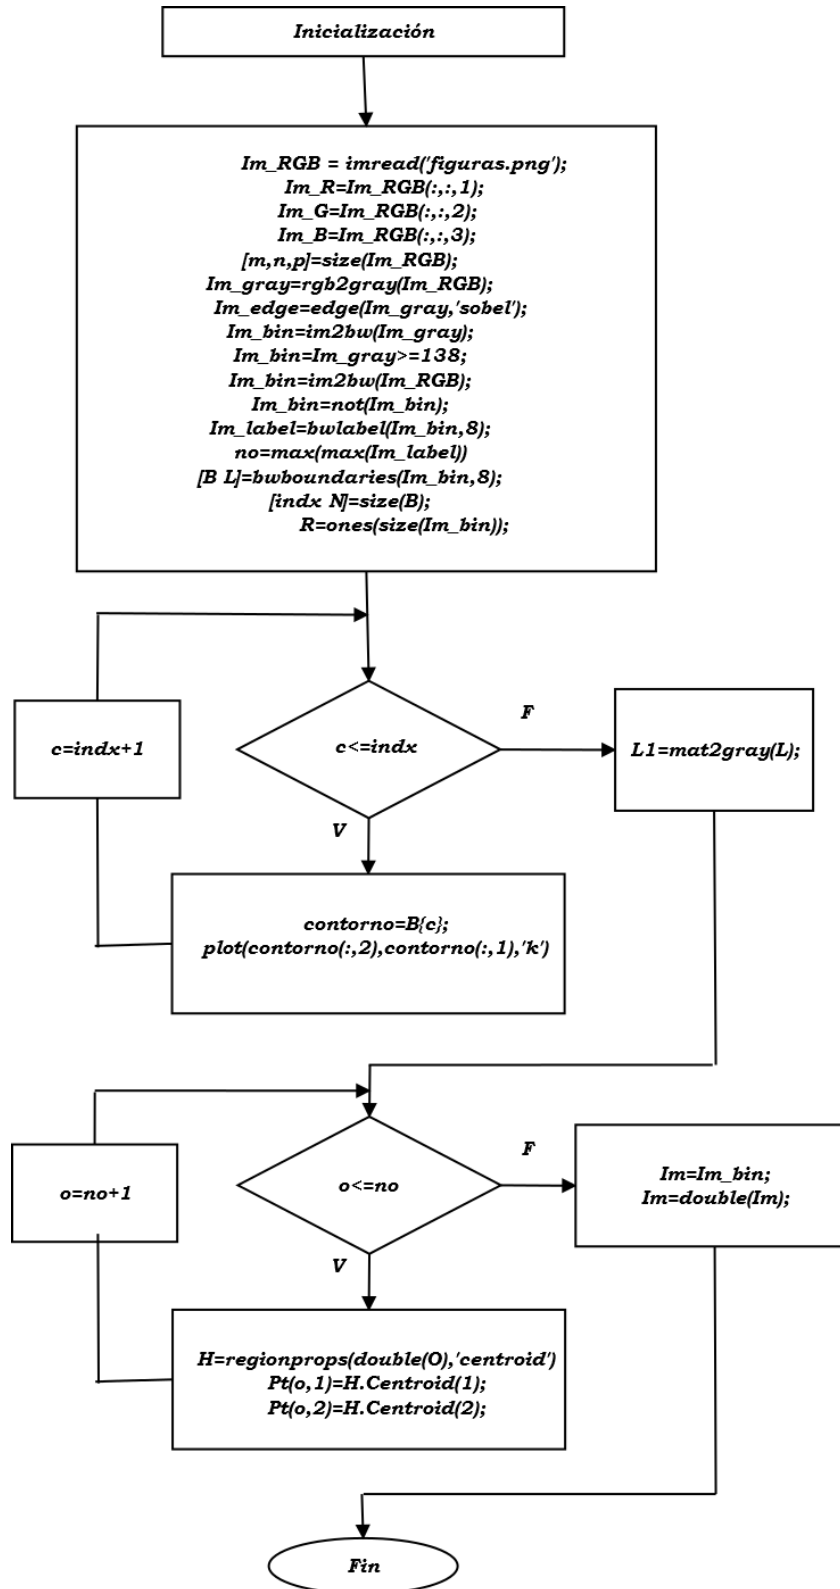 Inicialización
Im_RGB = imread('figuras.png');
Im_R=Im_RGB(:,:,1);
Im_G=Im_RGB(:,:,2);
Im_B=Im_RGB(:,:,3);
[m,n,p]=size(Im_RGB);
Im_gray=rgb2gray(Im_RGB);
Im_edge=edge(Im_gray,'sobel');
Im_bin=im2bw(Im_gray);
Im_bin=Im_gray>=138;
Im_bin=im2bw(Im_RGB);
Im_bin=not(Im_bin);
Im_label=bwlabel(Im_bin,8);
no=max(max(Im_label))
[B L]=bwboundaries(Im_bin,8);
[indx N]=size(B);
R=ones(size(Im_bin));
c=indx+1
c<=indx
F
L1=mat2gray(L);
V
contorno=B{c};
plot(contorno(:,2),contorno(:,1),'k')
o=no+1
o<=no
F
Im=Im_bin;
Im=double(Im);
V
H=regionprops(double(O),'centroid')
Pt(o,1)=H.Centroid(1);
Pt(o,2)=H.Centroid(2);
Fin